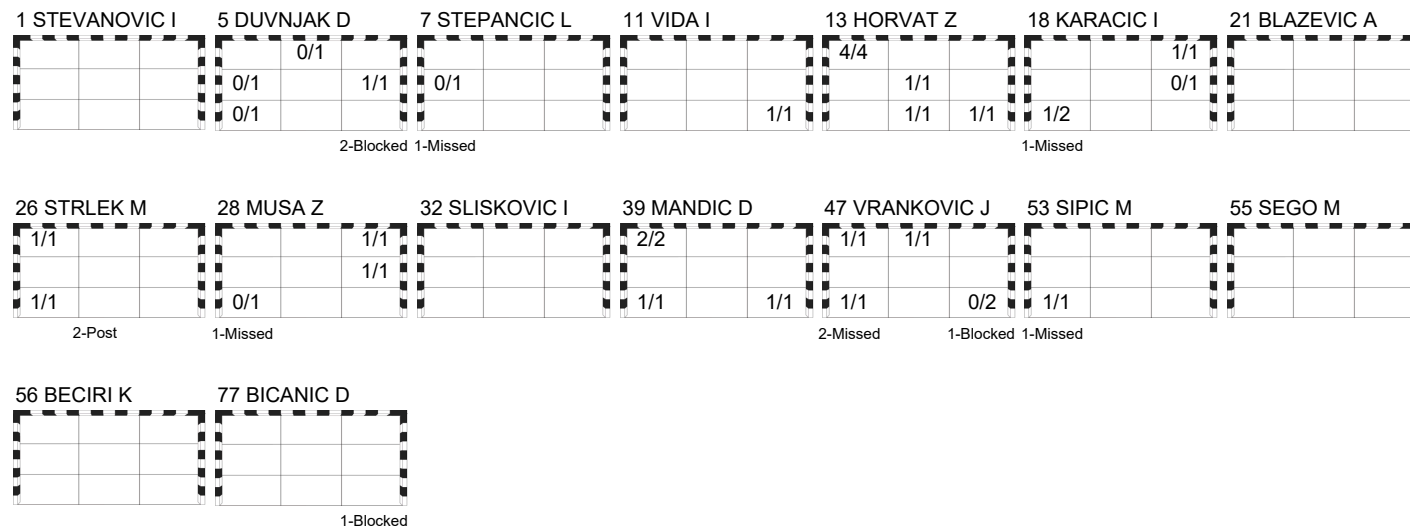 1 STEVANOVIC I 5 DUVNJAK D 7 STEPANCIC L 11 VIDA I 13 HORVAT Z 18 KARACIC I 21 BLAZEVIC A
0/1 4/4 1/1
0/1 1/1 0/1 1/1 0/1
0/1 1/1 1/1 1/1 1/2
2-Blocked 1-Missed 1-Missed
26 STRLEK M 28 MUSA Z 32 SLISKOVIC I 39 MANDIC D 47 VRANKOVIC J 53 SIPIC M 55 SEGO M
1/1 1/1 2/2 1/1 1/1
1/1
1/1 0/1 1/1 1/1 1/1 0/2 1/1
2-Post 1-Missed 2-Missed 1-Blocked 1-Missed
56 BECIRI K 77 BICANIC D
1-Blocked